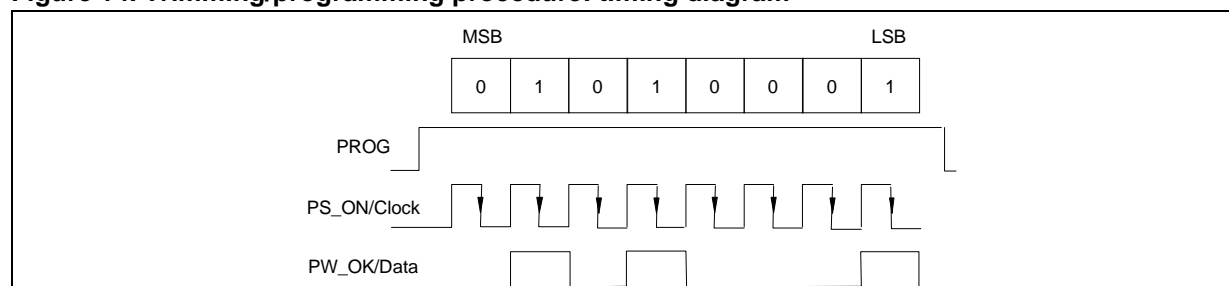 MSB LSB
0 1 0 1 0 0 0 1
PROG
PS_ON/Clock
PW_OK/Data